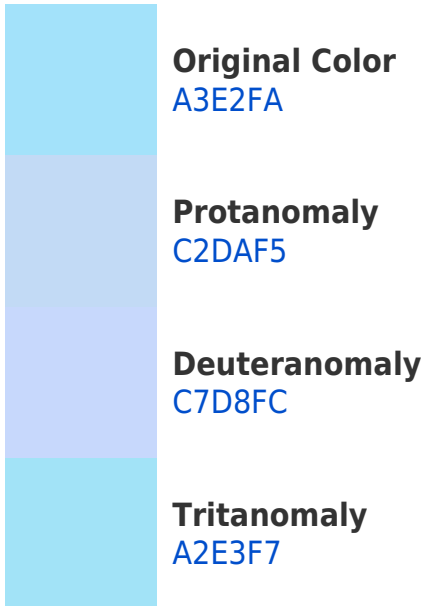 Original Color
A3E2FA
Protanomaly
C2DAF5
Deuteranomaly
C7D8FC
Tritanomaly
A2E3F7